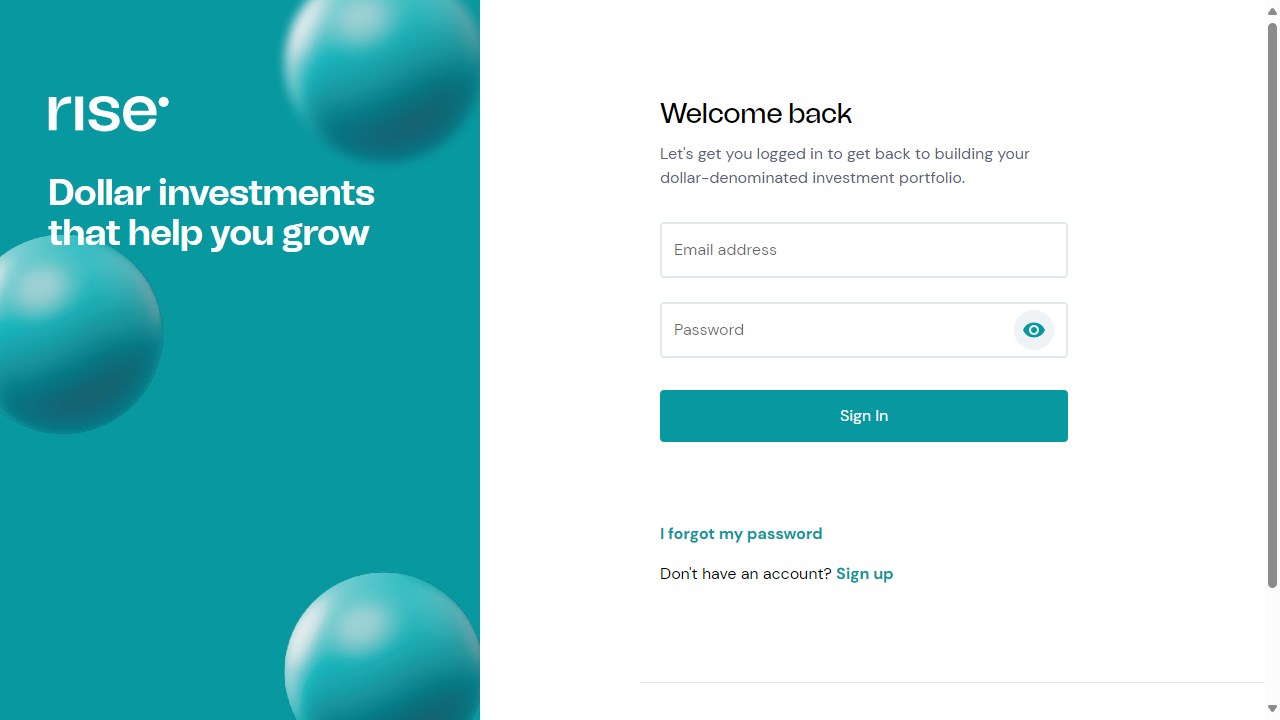 rise
Dollar investments
that help you grow
Welcome back
Let's get you logged in to get back to building your
dollar-denominated investment portfolio.
Email address
Password
Sign In
I forgot my password
Don't have an account? Sign up